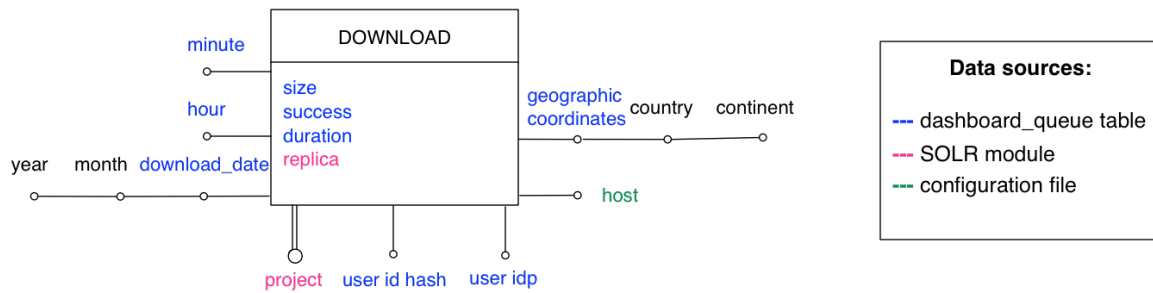 DOWNLOAD
minute
size
success
duration
replica
hour
year
month
download_date
geographic
coordinates
country
continent
host
project
user id hash
user idp
Data sources:
--- dashboard_queue table
--- SOLR module
--- configuration file